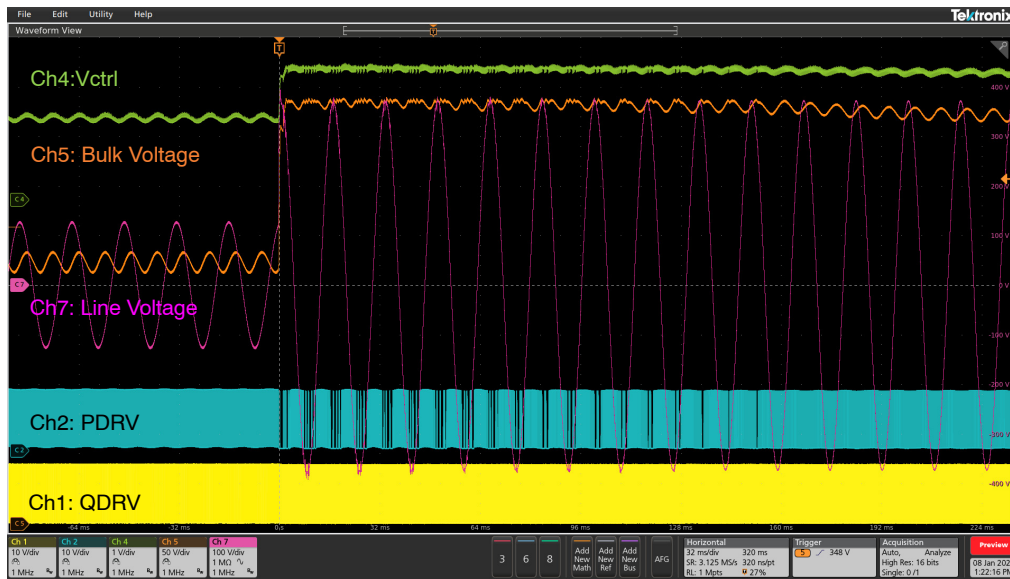 File Edit Utility Help
Tektronix
Waveform View
T
T
Ch4:Vctrl
400 V
Ch5: Bulk Voltage
300 V
C4
200 V
100 V
C7
Ch7: Line Voltage
-100 V
-200 V
Ch2: PDRV
C2
-300 V
-400 V
Ch1: QDRV
C5
-64 ms -32 ms 0s 32 ms 64 ms 96 ms 128 ms 160 ms 192 ms 224 ms
Ch 1 Ch 2 Ch 4 Ch 5 Ch 7
10 V/div 10 V/div 1 V/div 50 V/div 100 V/div
1 MΩ
1 MHz 1 MHz 1 MHz 1 MHz 1 MHz
3 6 8
Add New Math
Add New Ref
Add New Bus
AFG
Horizontal
32 ms/div 320 ms
SR: 3.125 MS/s 320 ns/pt
RL: 1 Mpts 27%
Trigger
5 348 V
Acquisition
Auto, Analyze
High Res: 16 bits
Single: 0 /1
Preview
08 Jan 202
1:22:16 PM